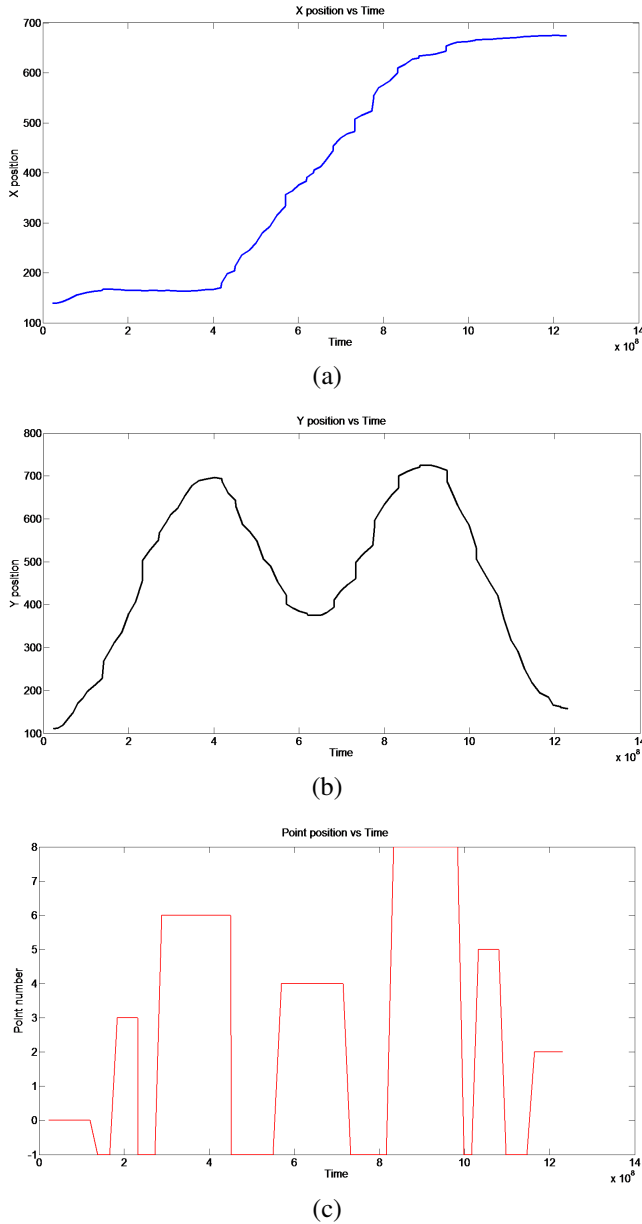 X position vs Time
700
600
500
400
300
200
100
X position
0 2 4 6 8 10 12 14
Time
x 10^8
(a)
Y position vs Time
800
700
600
500
400
300
200
100
Y position
0 2 4 6 8 10 12 14
Time
x 10^8
(b)
Point position vs Time
8
7
6
5
4
3
2
1
0
-1
Point number
0 2 4 6 8 10 12 14
Time
x 10^8
(c)